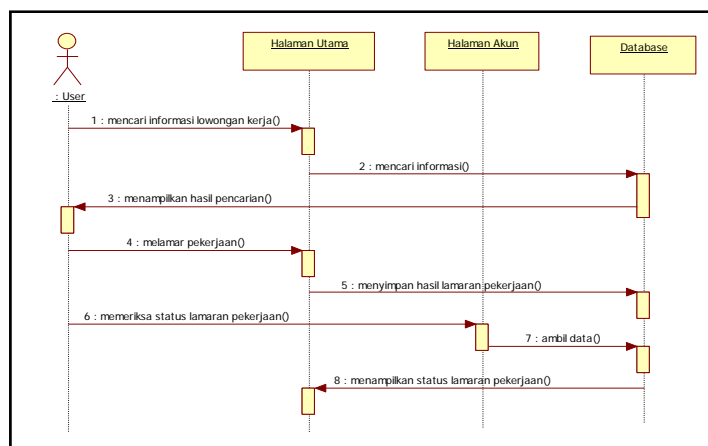 Halaman Utama
Halaman Akun
Database
: User
1 : mencari informasi lowongan kerja()
2 : mencari informasi()
3 : menampilkan hasil pencarian()
4 : melamar pekerjaan()
5 : menyimpan hasil lamaran pekerjaan()
6 : memeriksa status lamaran pekerjaan()
7 : ambil data()
8 : menampilkan status lamaran pekerjaan()